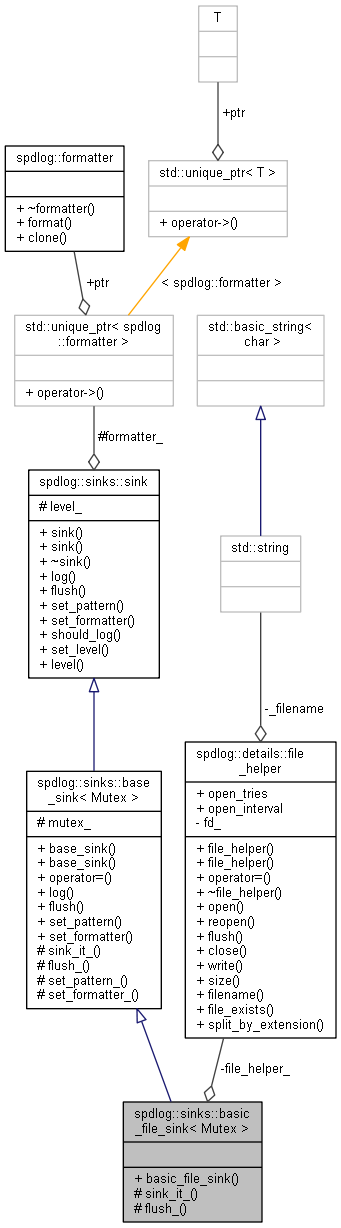 T
+ptr
spdlog::formatter
+ ~formatter()
+ format()
+ clone()
std::unique_ptr< T >
+ operator->()
+ptr
< spdlog::formatter >
std::unique_ptr< spdlog
::formatter >
+ operator->()
std::basic_string<
char >
#formatter_
spdlog::sinks::sink
# level_
+ sink()
+ sink()
+ ~sink()
+ log()
+ flush()
+ set_pattern()
+ set_formatter()
+ should_log()
+ set_level()
+ level()
std::string
-_filename
spdlog::sinks::base
_sink< Mutex >
# mutex_
+ base_sink()
+ base_sink()
+ operator=()
+ log()
+ flush()
+ set_pattern()
+ set_formatter()
# sink_it_()
# flush_()
# set_pattern_()
# set_formatter_()
spdlog::details::file
_helper
+ open_tries
+ open_interval
- fd_
+ file_helper()
+ file_helper()
+ operator=()
+ ~file_helper()
+ open()
+ reopen()
+ flush()
+ close()
+ write()
+ size()
+ filename()
+ file_exists()
+ split_by_extension()
-file_helper_
spdlog::sinks::basic
_file_sink< Mutex >
+ basic_file_sink()
# sink_it_()
# flush_()